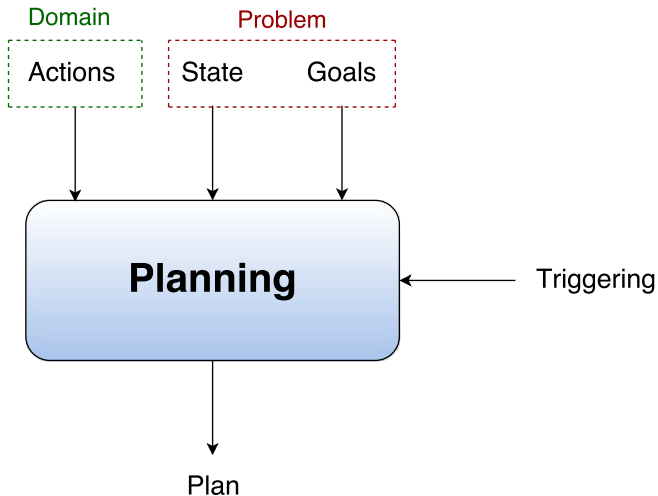 Domain
Problem
Actions
State
Goals
Planning
Triggering
Plan